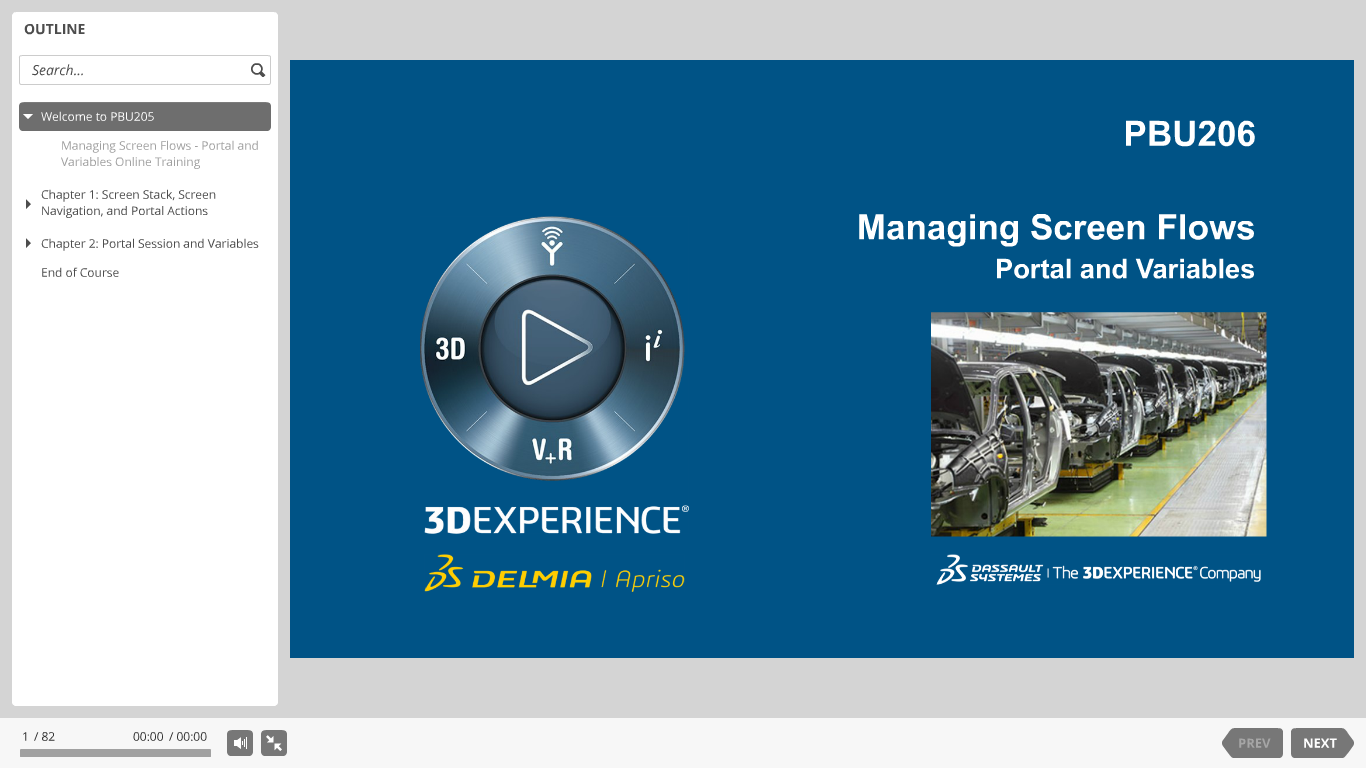 OUTLINE
Search...
Welcome to PBU205
Managing Screen Flows - Portal and
Variables Online Training
Chapter 1: Screen Stack, Screen
Navigation, and Portal Actions
Chapter 2: Portal Session and Variables
End of Course
PBU206
Managing Screen Flows
Portal and Variables
3D
i i
V+R
3DEXPERIENCE®
DS DELMIA | Apriso
DS DASSAULT SYSTEMES | The 3DEXPERIENCE® Company
1 / 82
00:00 / 00:00
PREV
NEXT